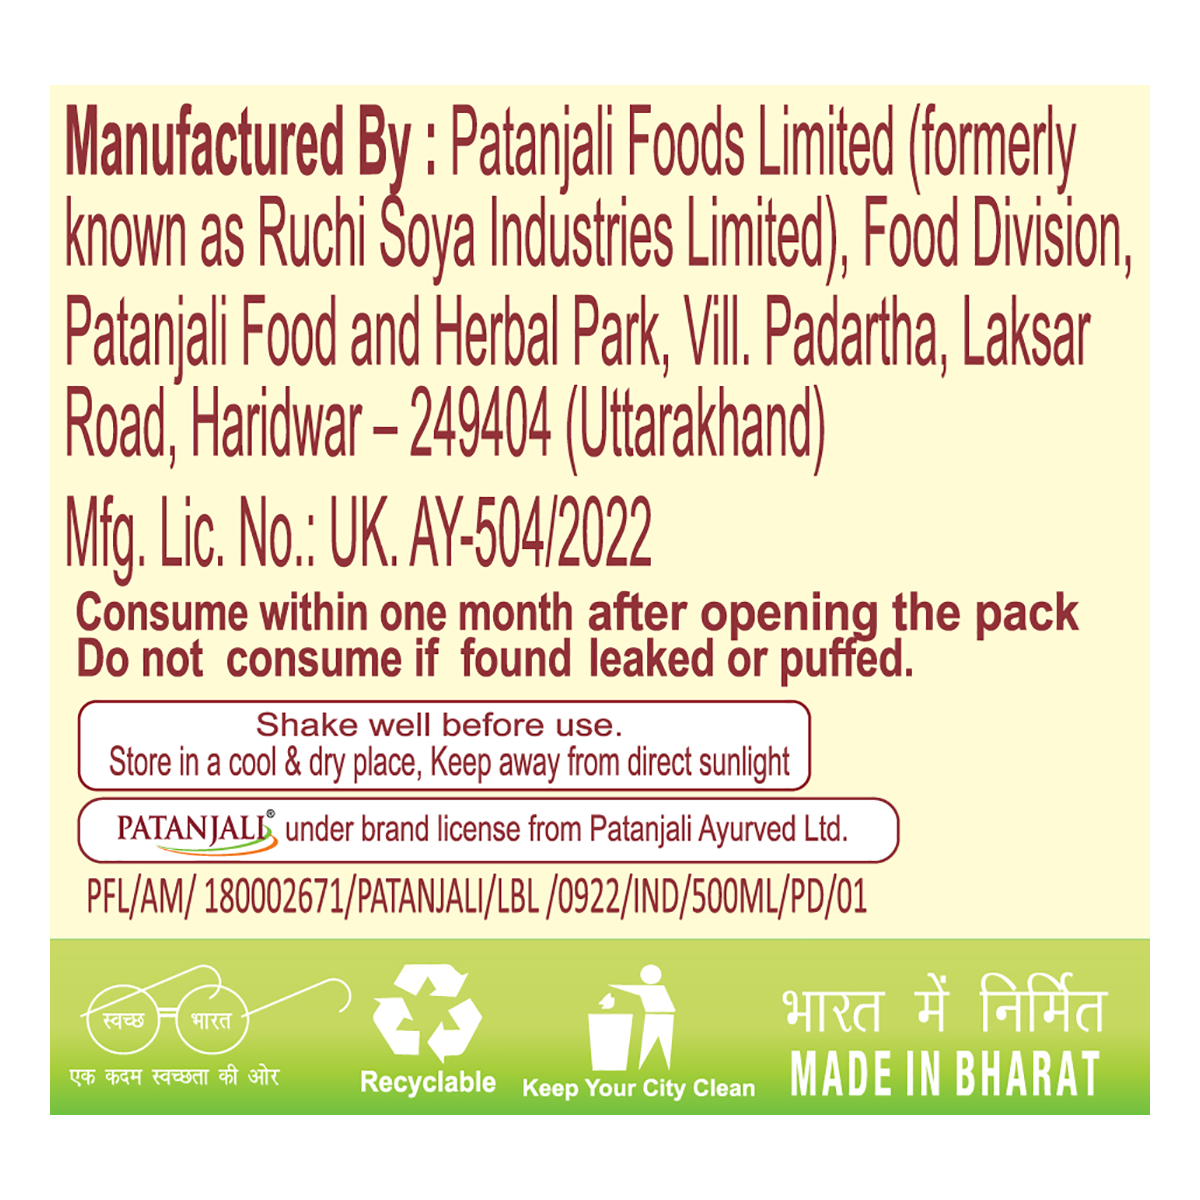 Manufactured By : Patanjali Foods Limited (formerly
known as Ruchi Soya Industries Limited), Food Division,
Patanjali Food and Herbal Park, Vill. Padartha, Laksar
Road, Haridwar – 249404 (Uttarakhand)
Mfg. Lic. No.: UK. AY-504/2022
Consume within one month after opening the pack
Do not consume if found leaked or puffed.
Shake well before use.
Store in a cool & dry place, Keep away from direct sunlight
PATANJALI® under brand license from Patanjali Ayurved Ltd.
PFL/AM/ 180002671/PATANJALI/LBL /0922/IND/500ML/PD/01
स्वच्छ भारत
एक कदम स्वच्छता की ओर
Recyclable
Keep Your City Clean
भारत में निर्मित
MADE IN BHARAT